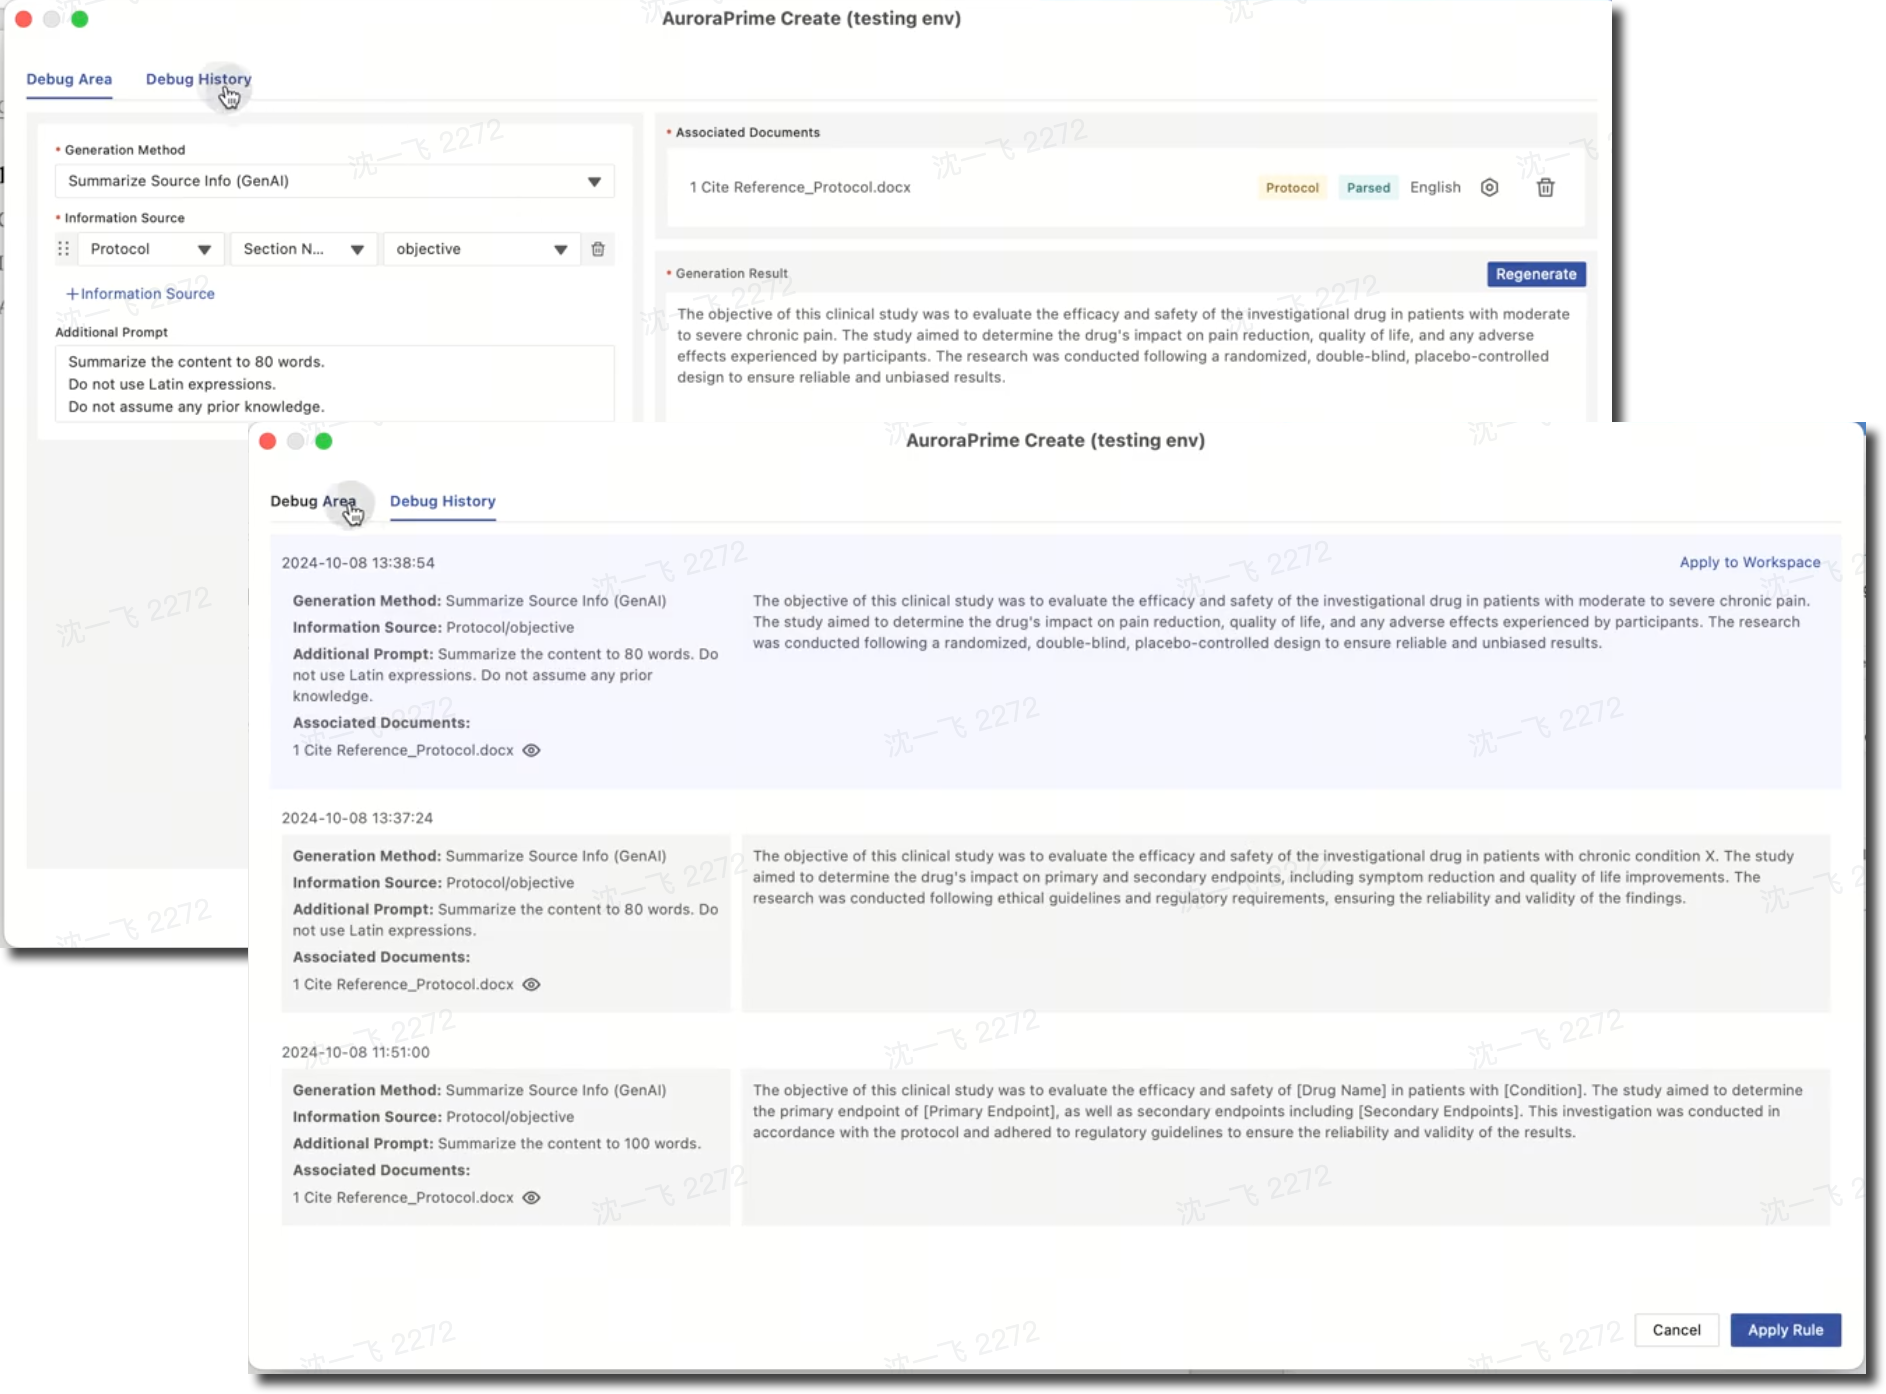 AuroraPrime Create (testing env)
Debug Area
Debug History
* Generation Method
Summarize Source Info (GenAI)
* Information Source
Protocol
Section N...
objective
+Information Source
Additional Prompt
Summarize the content to 80 words.
Do not use Latin expressions.
Do not assume any prior knowledge.
* Associated Documents
1 Cite Reference_Protocol.docx
Protocol
Parsed
English
* Generation Result
Regenerate
The objective of this clinical study was to evaluate the efficacy and safety of the investigational drug in patients with moderate
to severe chronic pain. The study aimed to determine the drug's impact on pain reduction, quality of life, and any adverse
effects experienced by participants. The research was conducted following a randomized, double-blind, placebo-controlled
design to ensure reliable and unbiased results.
AuroraPrime Create (testing env)
Debug Area
Debug History
2024-10-08 13:38:54
Apply to Workspace
Generation Method: Summarize Source Info (GenAI)
Information Source: Protocol/objective
Additional Prompt: Summarize the content to 80 words. Do
not use Latin expressions. Do not assume any prior
knowledge.
Associated Documents:
1 Cite Reference_Protocol.docx
The objective of this clinical study was to evaluate the efficacy and safety of the investigational drug in patients with moderate to severe chronic pain.
The study aimed to determine the drug's impact on pain reduction, quality of life, and any adverse effects experienced by participants. The research
was conducted following a randomized, double-blind, placebo-controlled design to ensure reliable and unbiased results.
2024-10-08 13:37:24
Generation Method: Summarize Source Info (GenAI)
Information Source: Protocol/objective
Additional Prompt: Summarize the content to 80 words. Do
not use Latin expressions.
Associated Documents:
1 Cite Reference_Protocol.docx
The objective of this clinical study was to evaluate the efficacy and safety of the investigational drug in patients with chronic condition X. The study
aimed to determine the drug's impact on primary and secondary endpoints, including symptom reduction and quality of life improvements. The
research was conducted following ethical guidelines and regulatory requirements, ensuring the reliability and validity of the findings.
2024-10-08 11:51:00
Generation Method: Summarize Source Info (GenAI)
Information Source: Protocol/objective
Additional Prompt: Summarize the content to 100 words.
Associated Documents:
1 Cite Reference_Protocol.docx
The objective of this clinical study was to evaluate the efficacy and safety of [Drug Name] in patients with [Condition]. The study aimed to determine
the primary endpoint of [Primary Endpoint], as well as secondary endpoints including [Secondary Endpoints]. This investigation was conducted in
accordance with the protocol and adhered to regulatory guidelines to ensure the reliability and validity of the results.
Cancel
Apply Rule
沈一飞 2272